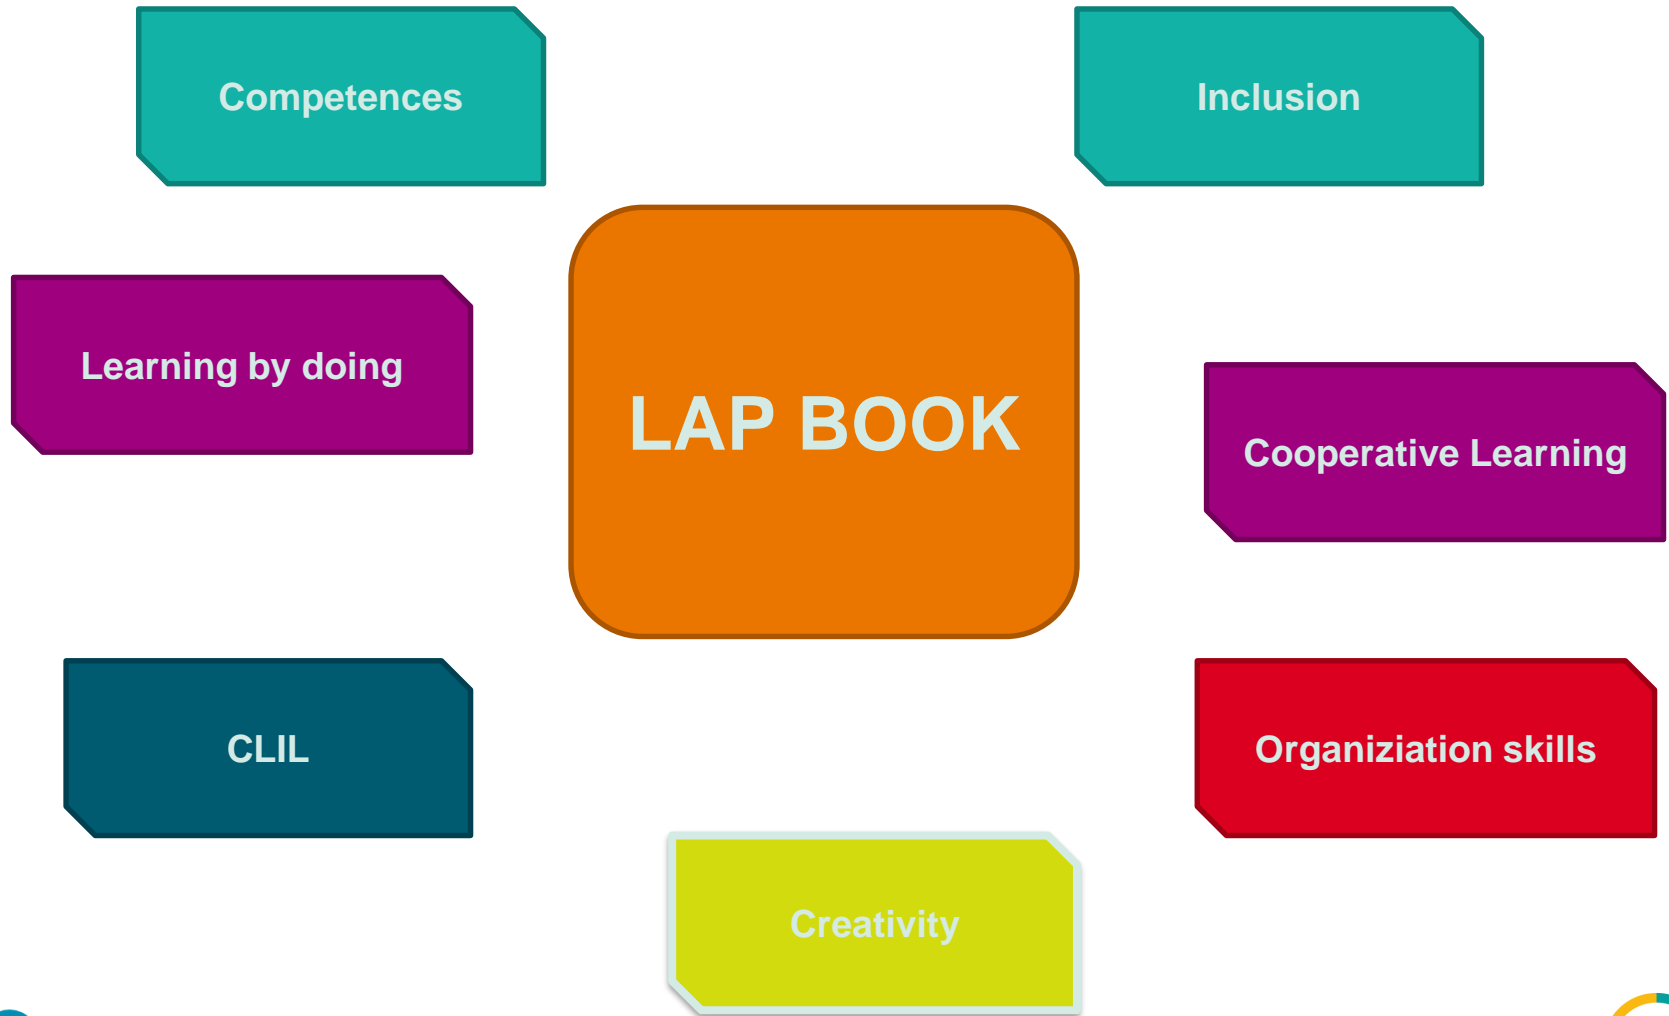 Competences
Inclusion
Learning by doing
LAP BOOK
Cooperative Learning
CLIL
Organiziation skills
Creativity